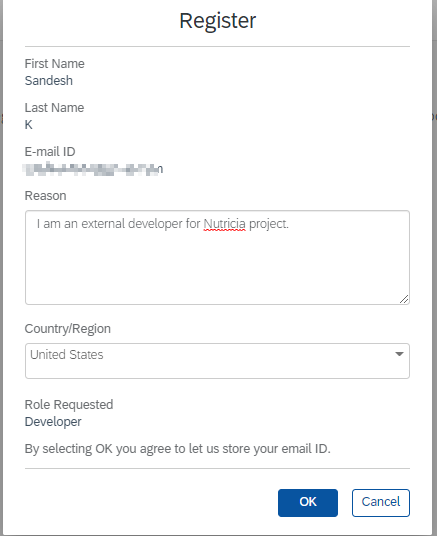 Register
First Name
Sandesh
Last Name
K
E-mail ID
Reason
I am an external developer for Nutricia project.
Country/Region
United States
Role Requested
Developer
By selecting OK you agree to let us store your email ID.
OK
Cancel